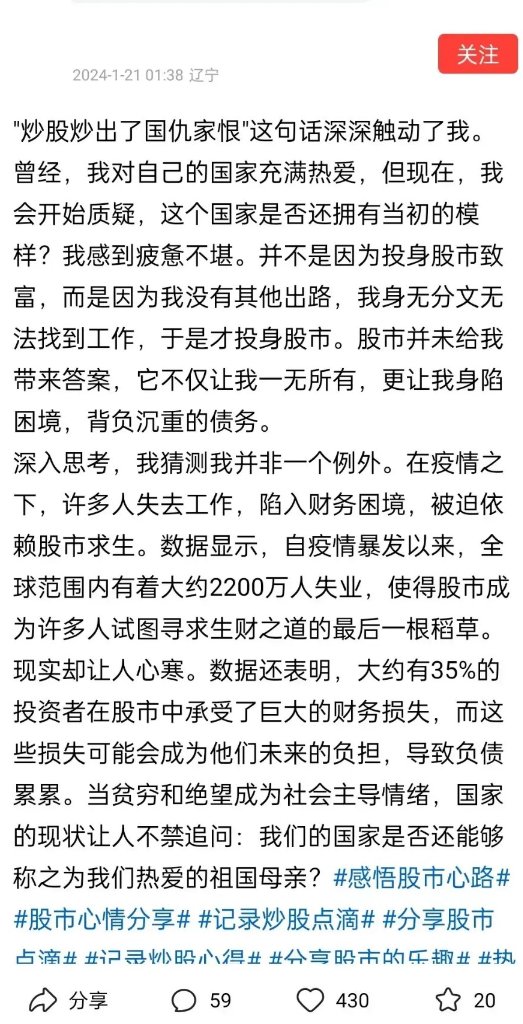 关注
2024-1-21 01:38 辽宁
"炒股炒出了国仇家恨"这句话深深触动了我。
曾经，我对自己的国家充满热爱，但现在，我
会开始质疑，这个国家是否还拥有当初的模
样？我感到疲惫不堪。并不是因为投身股市致
富，而是因为我没有其他出路，我身无分文无
法找到工作，于是才投身股市。股市并未给我
带来答案，它不仅让我一无所有，更让我身陷
困境，背负沉重的债务。
深入思考，我猜测我并非一个例外。在疫情之
下，许多人失去工作，陷入财务困境，被迫依
赖股市求生。数据显示，自疫情暴发以来，全
球范围内有着大约2200万人失业，使得股市成
为许多人试图寻求生财之道的最后一根稻草。
现实却让人心寒。数据还表明，大约有35%的
投资者在股市中承受了巨大的财务损失，而这
些损失可能会成为他们未来的负担，导致负债
累累。当贫穷和绝望成为社会主导情绪，国家
的现状让人不禁追问：我们的国家是否还能够
称之为我们热爱的祖国母亲？#感悟股市心路#
#股市心情分享# #记录炒股点滴# #分享股市
点滴# #记录炒股心得# #分享股市的乐趣# #热
分享 59 430 20